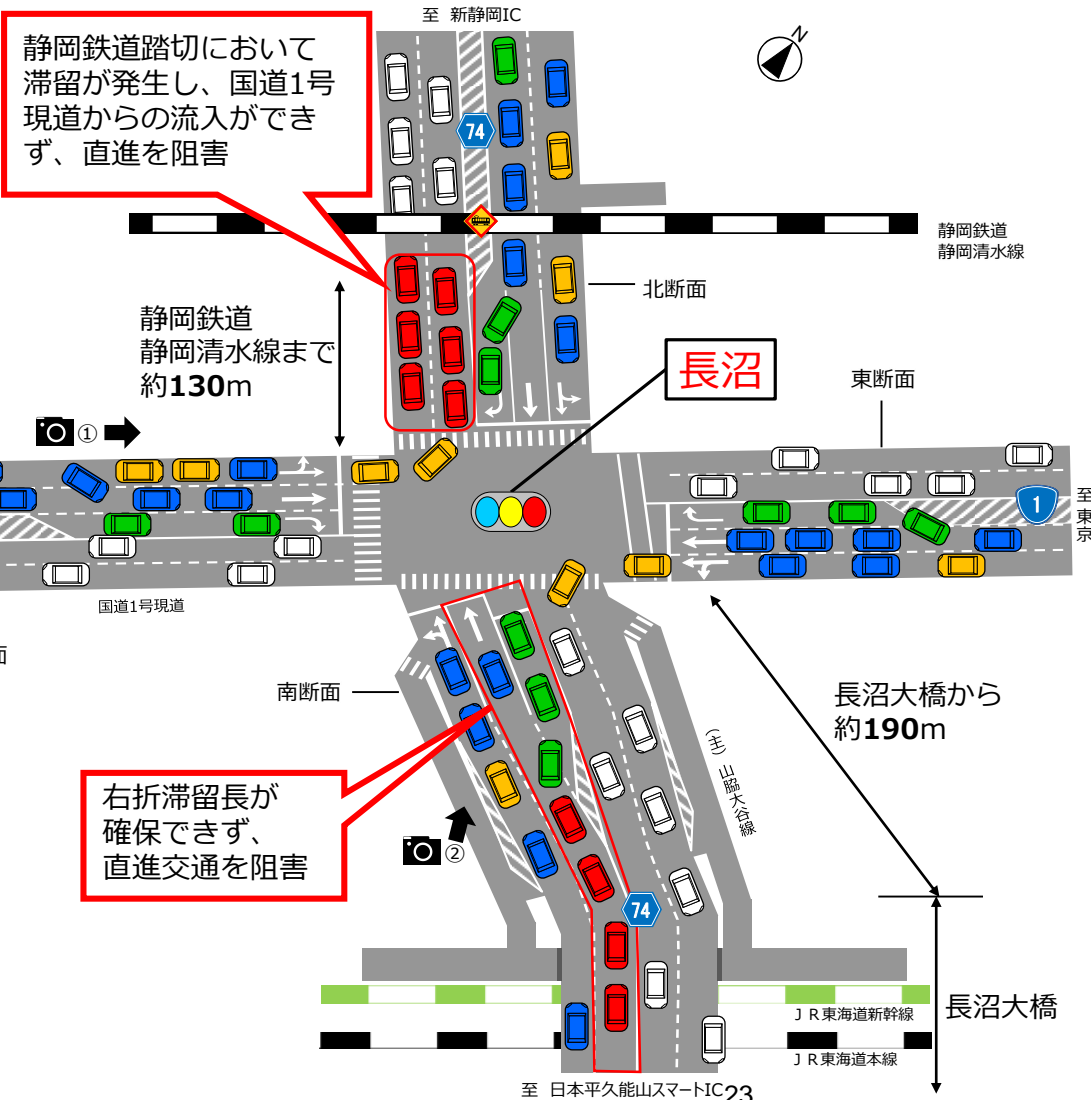 至 新静岡IC
N
静岡鉄道踏切において
滞留が発生し、国道1号
現道からの流入ができ
ず、直進を阻害
74
静岡鉄道
静岡清水線
北断面
静岡鉄道
静岡清水線まで
約130m
長沼
東断面
①
1
至
東
京
国道1号現道
面
南断面
長沼大橋から
約190m
(主)山脇大谷線
右折滞留長が
確保できず、
直進交通を阻害
②
74
JR東海道新幹線
長沼大橋
JR東海道本線
至 日本平久能山スマートIC
23